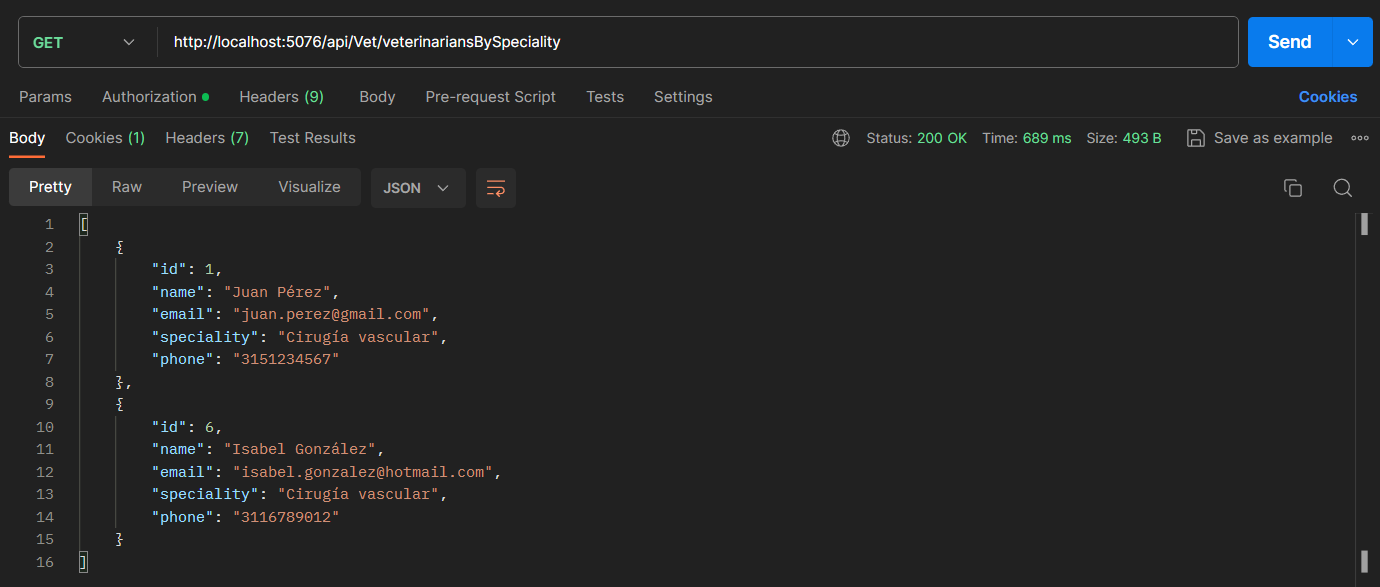 GET http://localhost:5076/api/Vet/veterinariansBySpeciality Send
Params Authorization Headers (9) Body Pre-request Script Tests Settings Cookies
Body Cookies (1) Headers (7) Test Results Status: 200 OK Time: 689 ms Size: 493 B Save as example
Pretty Raw Preview Visualize JSON
1 [
2 {
3 "id": 1,
4 "name": "Juan Pérez",
5 "email": "juan.perez@gmail.com",
6 "speciality": "Cirugía vascular",
7 "phone": "3151234567"
8 },
9 {
10 "id": 6,
11 "name": "Isabel González",
12 "email": "isabel.gonzalez@hotmail.com",
13 "speciality": "Cirugía vascular",
14 "phone": "3116789012"
15 }
16 ]